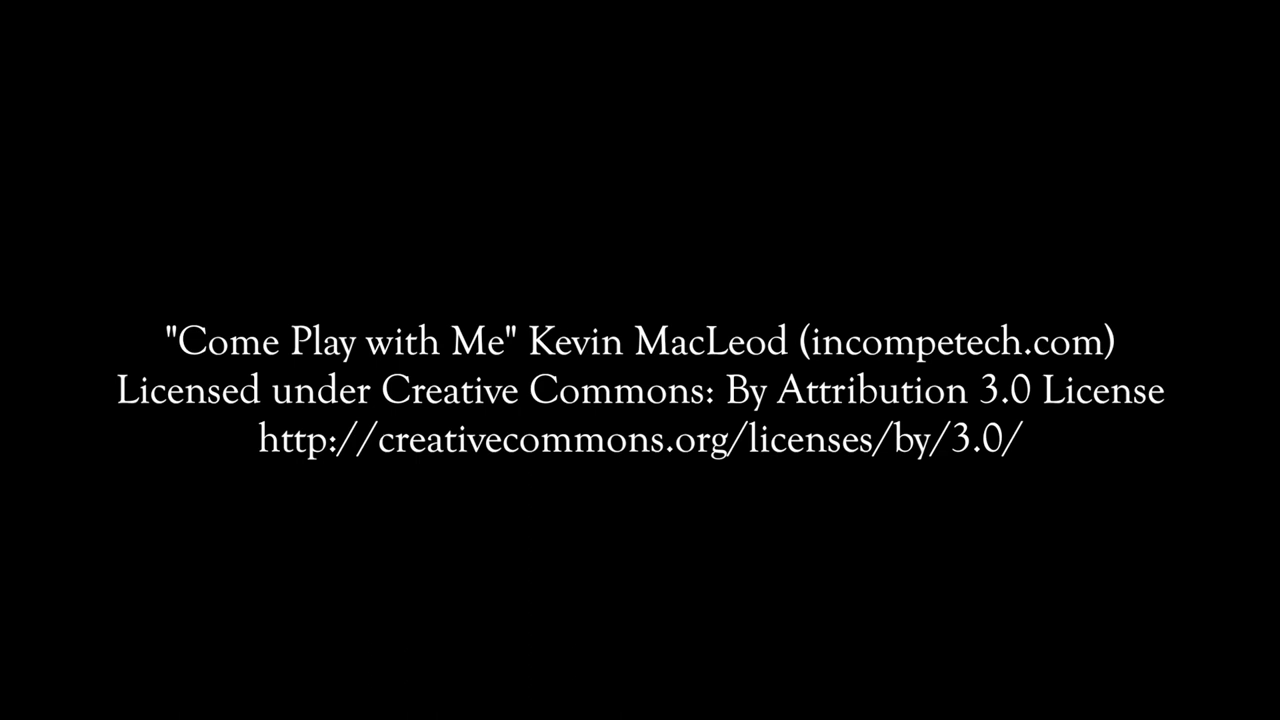 "Come Play with Me" Kevin MacLeod (incompetech.com)
Licensed under Creative Commons: By Attribution 3.0 License
http://creativecommons.org/licenses/by/3.0/